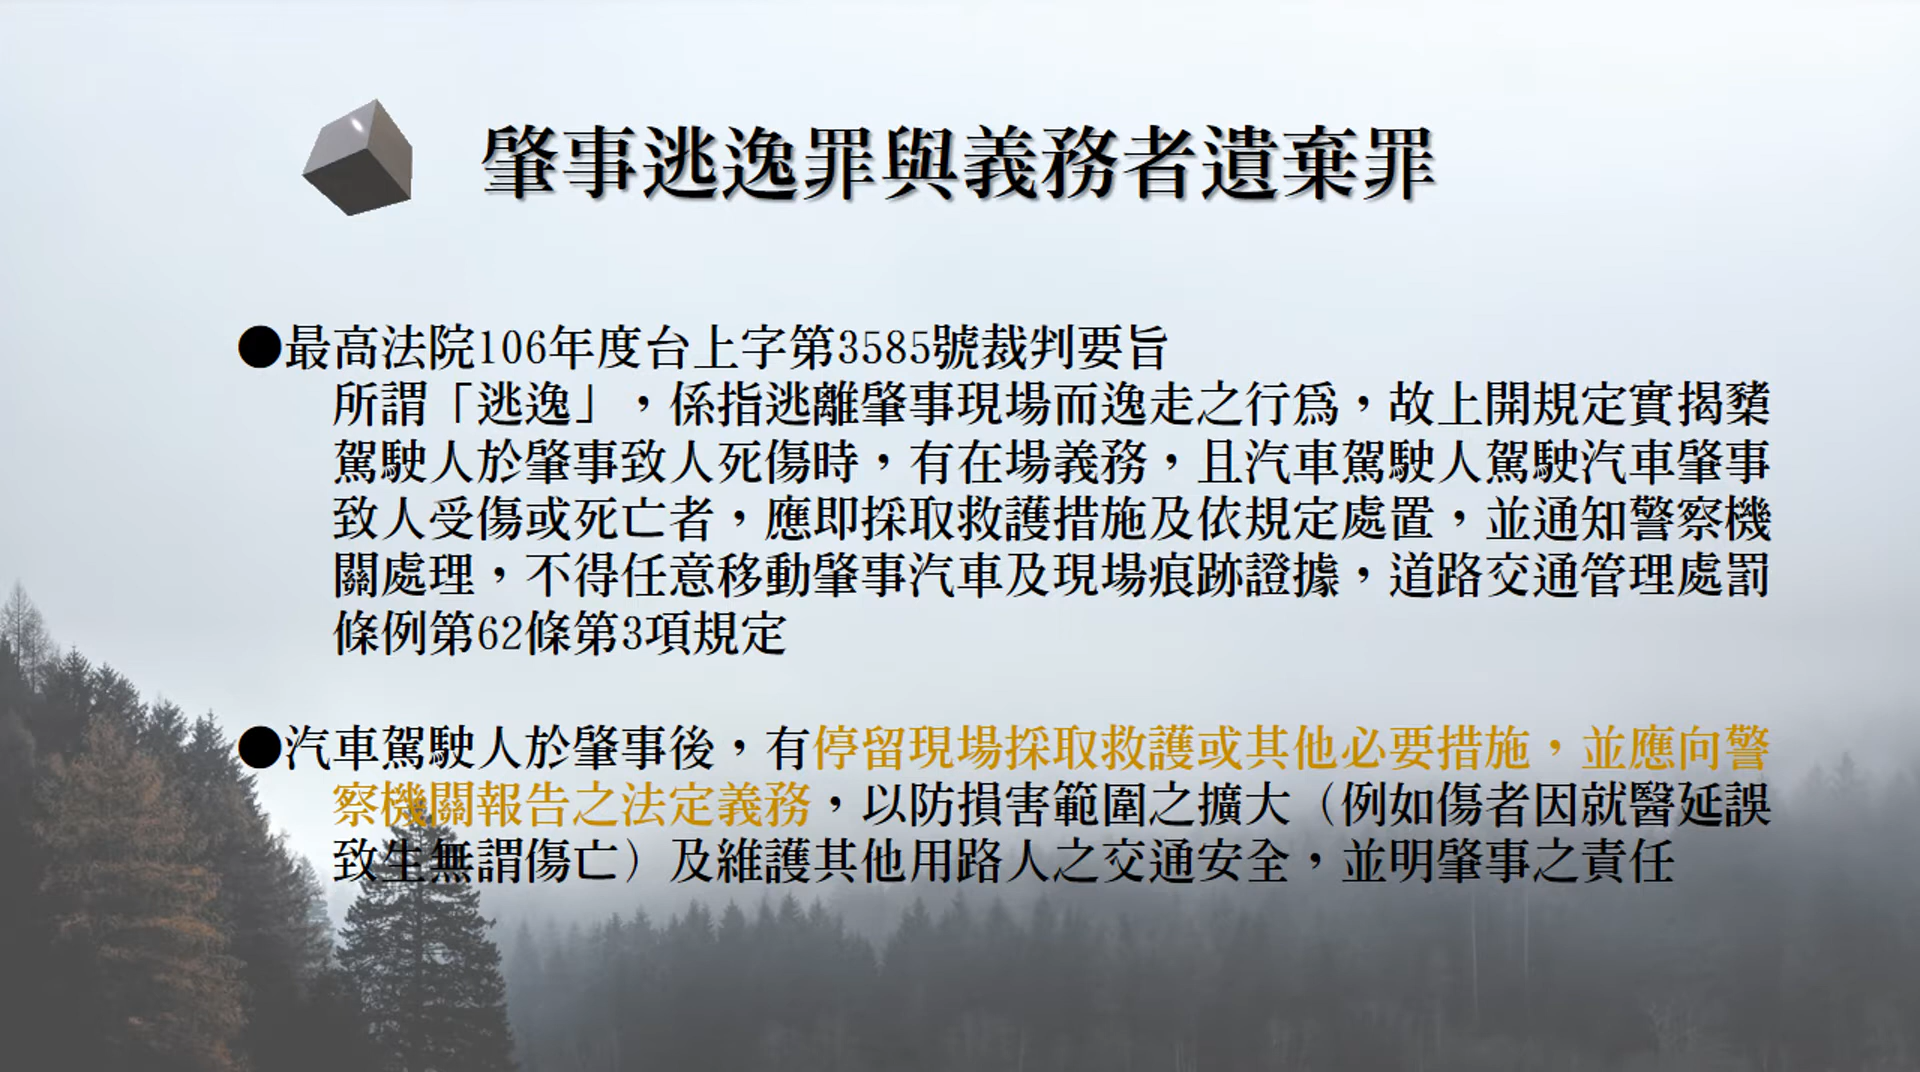 肇事逃逸罪與義務者遺棄罪
●最高法院106年度台上字第3585號裁判要旨
所謂「逃逸」，係指逃離肇事現場而逸走之行為，故上開規定實揭櫫
駕駛人於肇事致人死傷時，有在場義務，且汽車駕駛人駕駛汽車肇事
致人受傷或死亡者，應即採取救護措施及依規定處置，並通知警察機
關處理，不得任意移動肇事汽車及現場痕跡證據，道路交通管理處罰
條例第62條第3項規定
●汽車駕駛人於肇事後，有停留現場採取救護或其他必要措施，並應向警
察機關報告之法定義務，以防損害範圍之擴大（例如傷者因就醫延誤
致生無謂傷亡）及維護其他用路人之交通安全，並明肇事之責任